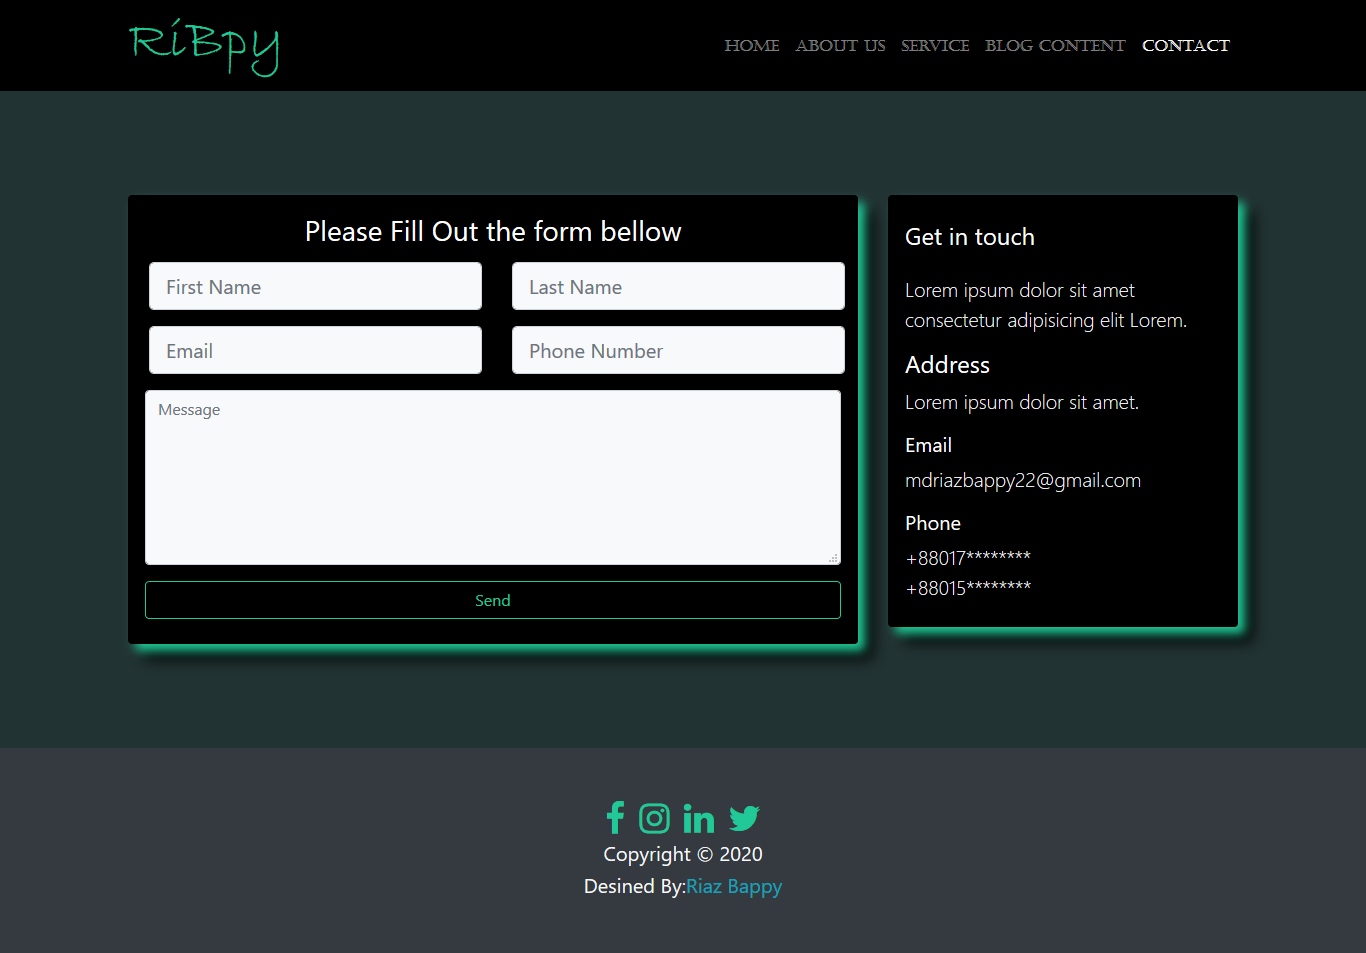 RiBpy
HOME ABOUT US SERVICE BLOG CONTENT CONTACT
Please Fill Out the form bellow
First Name
Last Name
Email
Phone Number
Message
Send
Get in touch
Lorem ipsum dolor sit amet
consectetur adipisicing elit Lorem.
Address
Lorem ipsum dolor sit amet.
Email
mdriazbappy22@gmail.com
Phone
+88017********
+88015********
Copyright © 2020
Desined By:Riaz Bappy